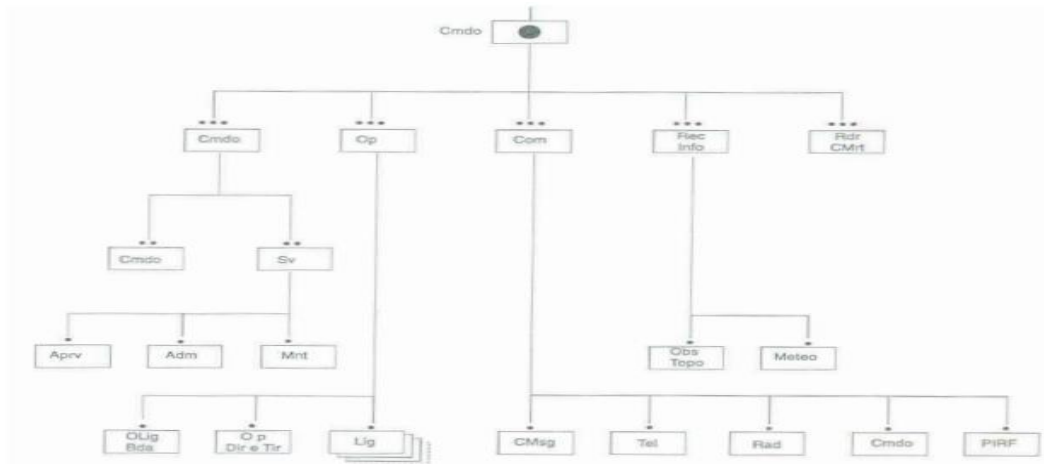 Cmdo
Cmdo
Op
Com
Rec
Info
Rdr
CMrt
Cmdo
Sv
Aprv
Adm
Mnt
Obs
Topo
Meteo
OLig
Bda
O p
Dir e Tir
Lig
CMsg
Tel
Rad
Cmdo
PIRF